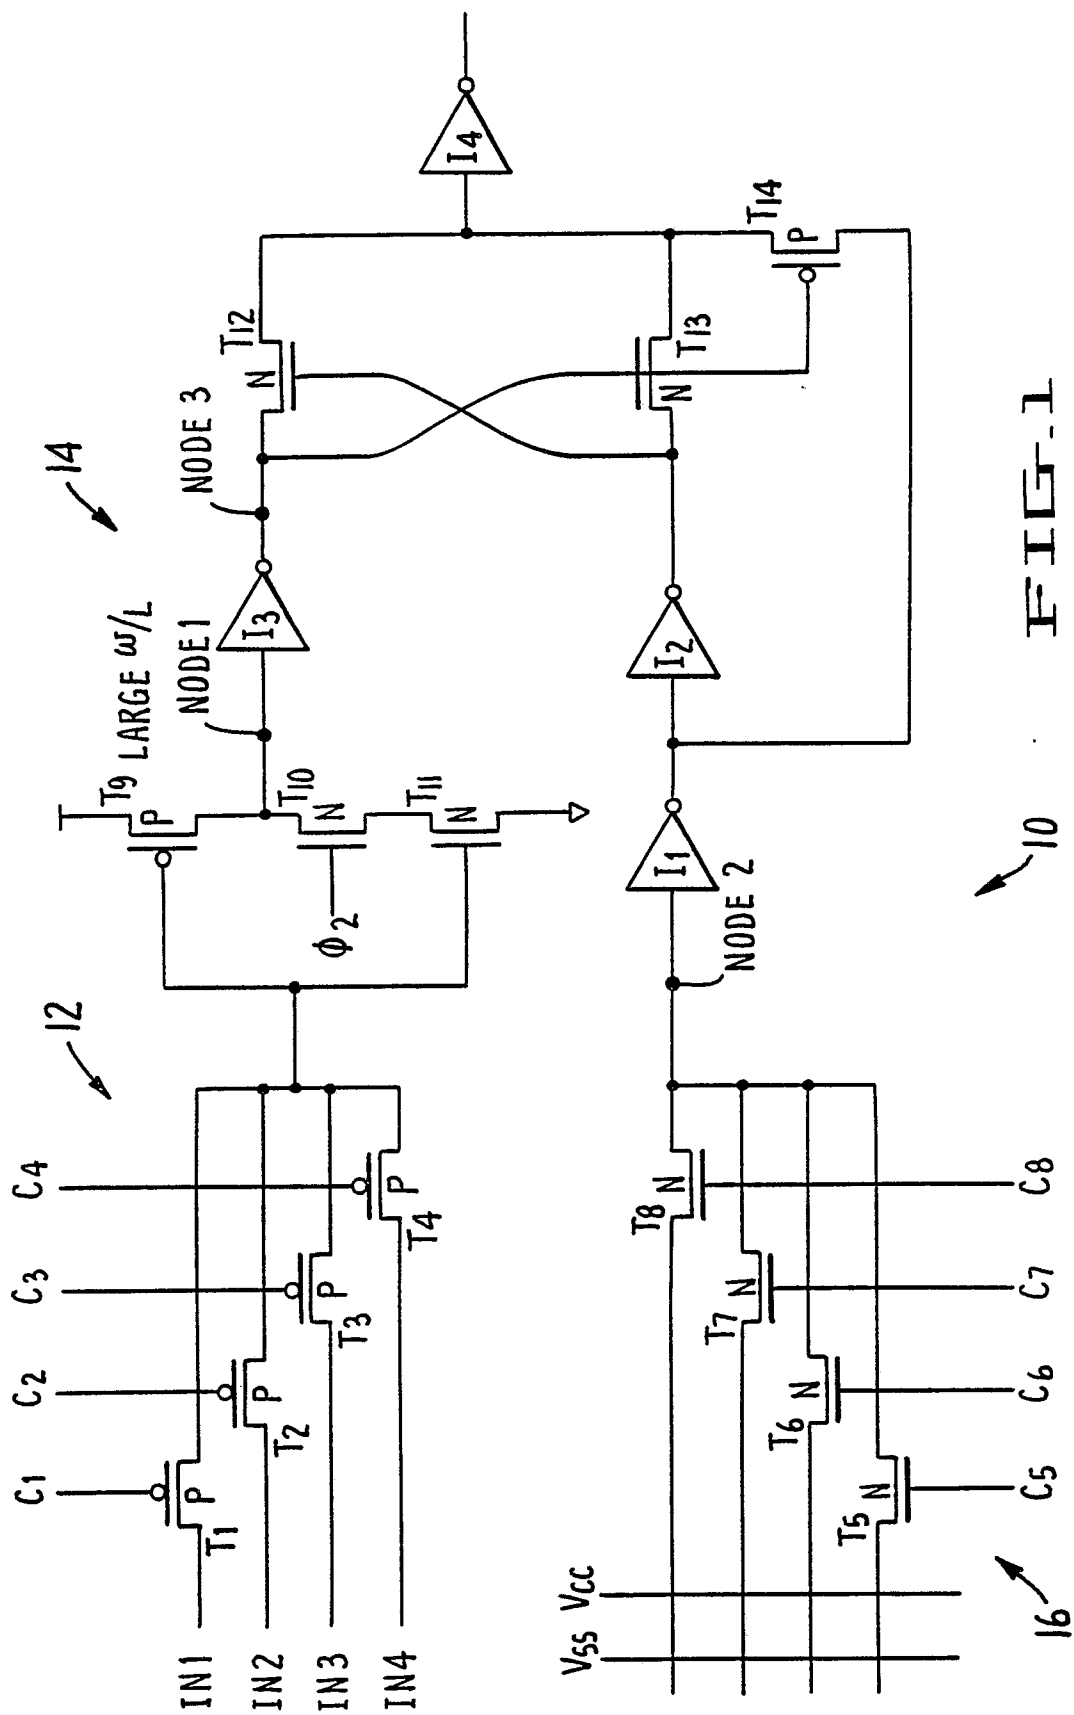 C1
C2
C3
C4
12
14
IN1
IN2
IN3
IN4
P
T1
P
T2
P
T3
P
T4
T9 LARGE W/L
P
NODE 1
T10
N
T11
N
Φ2
I3
NODE 3
T12
N
I4
VSS
VCC
T8
N
T7
N
T6
N
T5
N
NODE 2
I1
I2
T13
N
T14
P
C5
C6
C7
C8
16
10
FIG.1